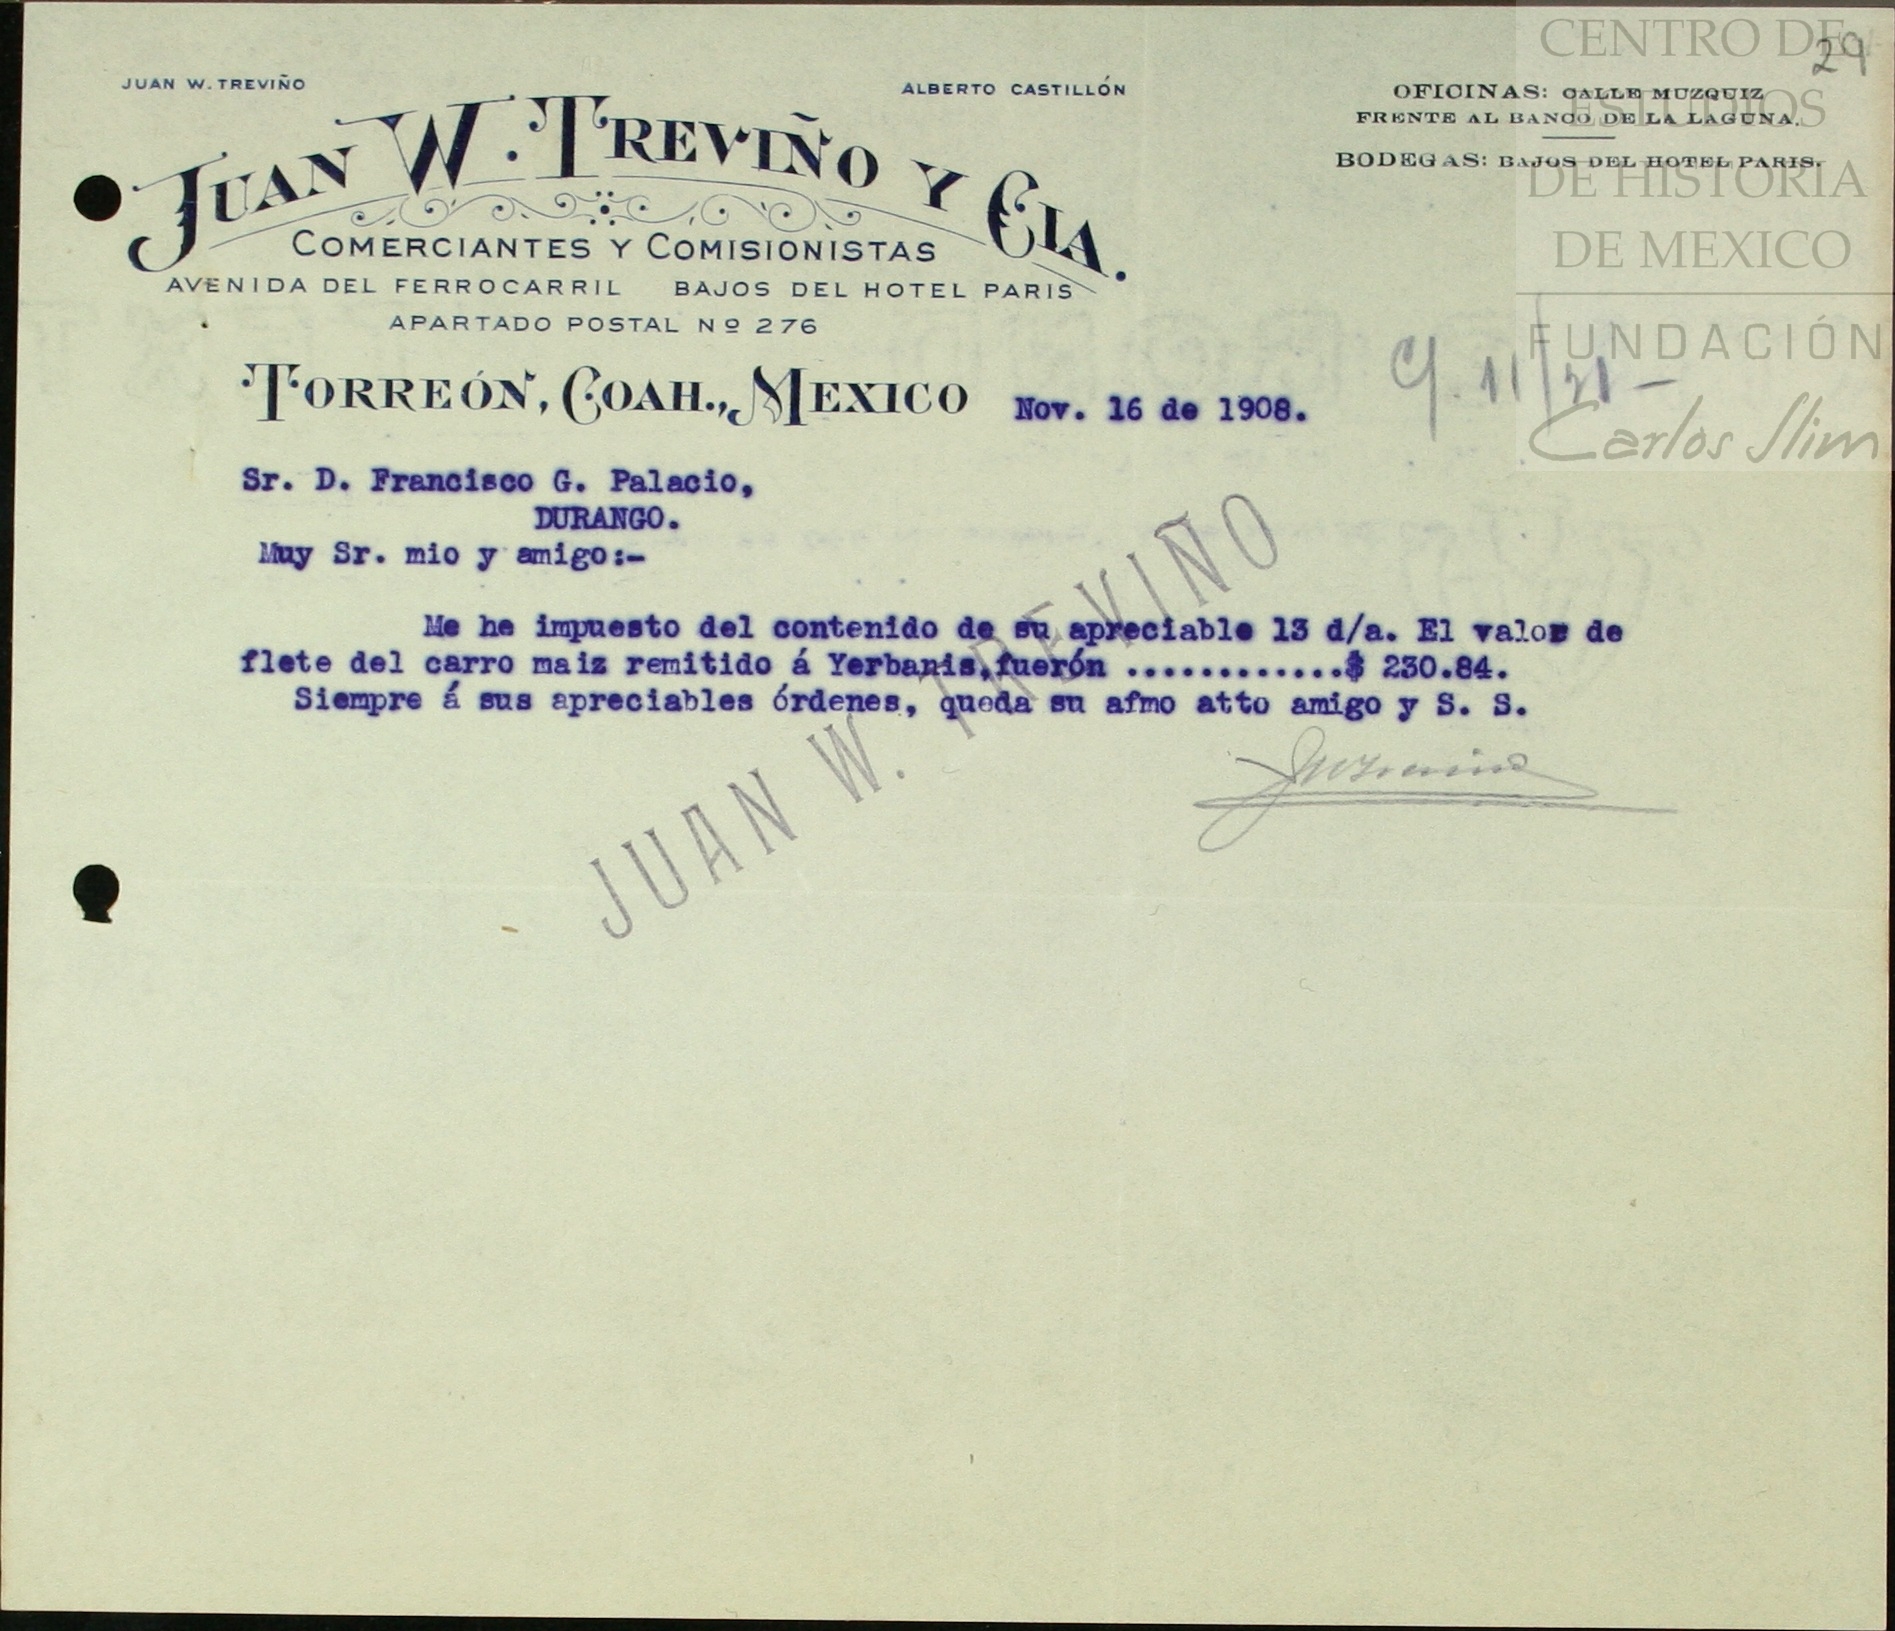 JUAN W. TREVIÑO
ALBERTO CASTILLÓN
OFICINAS: CALLE MUZQUIZ
FRENTE AL BANCO DE LA LAGUNA.
BODEGAS: BAJOS DEL HOTEL PARIS.
29
CENTRO DE
ESTUDIOS
DE HISTORIA
DE MEXICO
FUNDACIÓN
Carlos Slim
JUAN W. TREVIÑO Y CIA.
COMERCIANTES Y COMISIONISTAS
AVENIDA DEL FERROCARRIL BAJOS DEL HOTEL PARIS
APARTADO POSTAL Nº 276
TORREÓN, COAH., MEXICO Nov. 16 de 1908.
11/21-
Sr. D. Francisco G. Palacio,
DURANGO.
Muy Sr. mio y amigo:-
Me he impuesto del contenido de su apreciable 13 d/a. El valor de
flete del carro maiz remitido á Yerbanis,fuerón .............$ 230.84.
Siempre á sus apreciables órdenes, queda su afmo atto amigo y S. S.
JUAN W. TREVIÑO